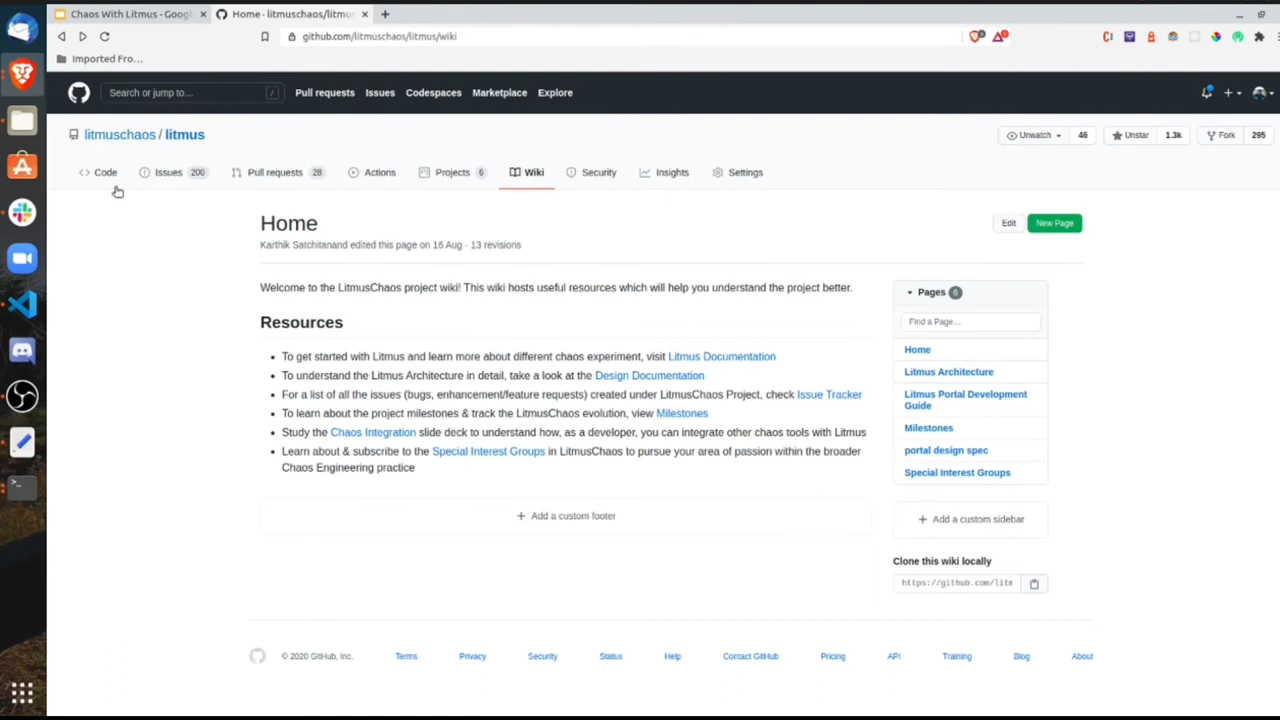 Chaos With Litmus - Goog
Home · litmuschaos/litmu
github.com/litmuschaos/litmus/wiki
Imported Fro...
Search or jump to...
/
Pull requests
Issues
Codespaces
Marketplace
Explore
litmuschaos / litmus
Unwatch
46
Unstar
1.3k
Fork
295
Code
Issues 200
Pull requests 28
Actions
Projects 6
Wiki
Security
Insights
Settings
Home
Edit
New Page
Karthik Satchitanand edited this page on 16 Aug · 13 revisions
Welcome to the LitmusChaos project wiki! This wiki hosts useful resources which will help you understand the project better.
Resources
To get started with Litmus and learn more about different chaos experiment, visit Litmus Documentation
To understand the Litmus Architecture in detail, take a look at the Design Documentation
For a list of all the issues (bugs, enhancement/feature requests) created under LitmusChaos Project, check Issue Tracker
To learn about the project milestones & track the LitmusChaos evolution, view Milestones
Study the Chaos Integration slide deck to understand how, as a developer, you can integrate other chaos tools with Litmus
Learn about & subscribe to the Special Interest Groups in LitmusChaos to pursue your area of passion within the broader
Chaos Engineering practice
+ Add a custom footer
Pages 6
Find a Page...
Home
Litmus Architecture
Litmus Portal Development
Guide
Milestones
portal design spec
Special Interest Groups
+ Add a custom sidebar
Clone this wiki locally
https://github.com/lit
© 2020 GitHub, Inc.
Terms
Privacy
Security
Status
Help
Contact GitHub
Pricing
API
Training
Blog
About